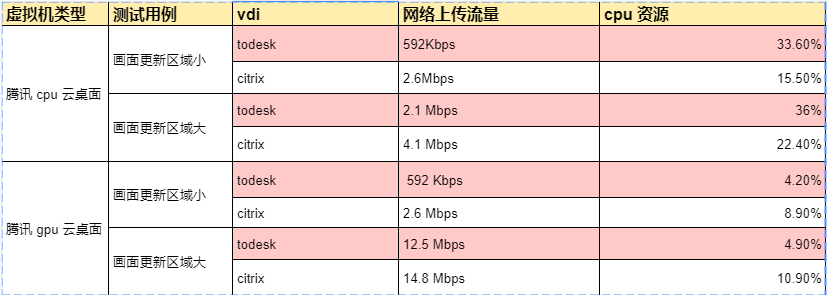 虚拟机类型 测试用例 vdi 网络上传流量 cpu 资源
腾讯 cpu 云桌面 画面更新区域小 todesk 592Kbps 33.60%
citrix 2.6Mbps 15.50%
画面更新区域大 todesk 2.1 Mbps 36%
citrix 4.1 Mbps 22.40%
腾讯 gpu 云桌面 画面更新区域小 todesk 592 Kbps 4.20%
citrix 2.6 Mbps 8.90%
画面更新区域大 todesk 12.5 Mbps 4.90%
citrix 14.8 Mbps 10.90%